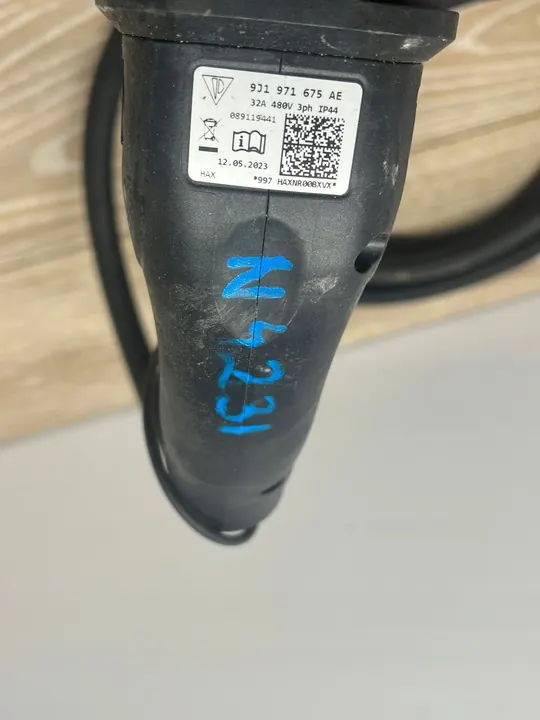 9J1 971 675 AE
32A 480V 3ph IP44
089119441
12.05.2023
HAX
*997 HAXNR00BXVX*
N4231